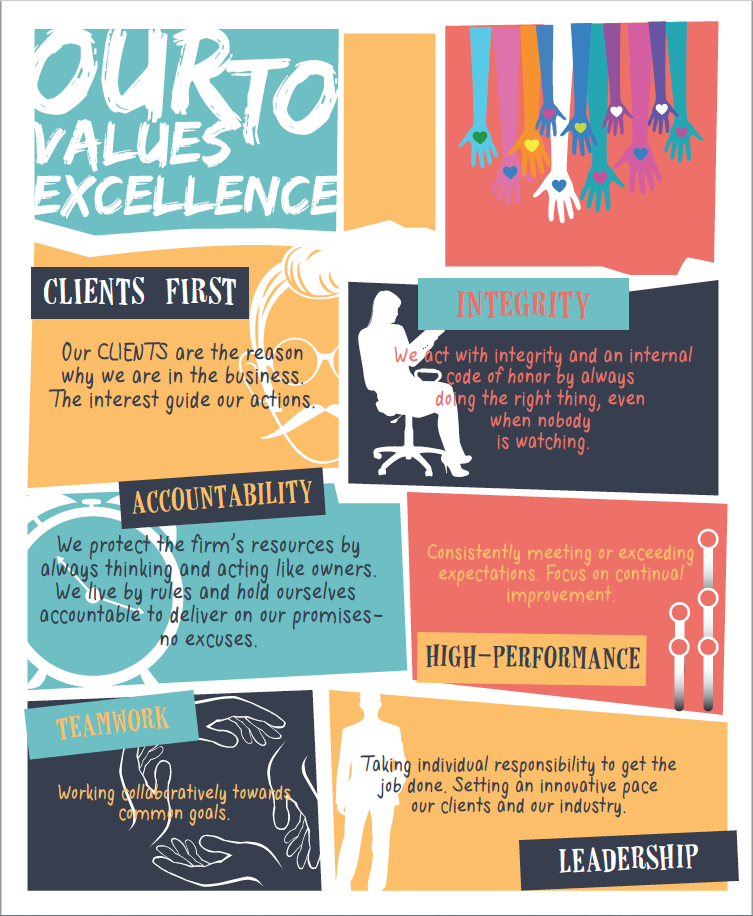 OUR TO
VALUES
EXCELLENCE
CLIENTS FIRST
Our CLIENTS are the reason
why we are in the business.
The interest guide our actions.
INTEGRITY
We act with integrity and an internal
code of honor by always
doing the right thing, even
when nobody
is watching.
ACCOUNTABILITY
We protect the firm's resources by
always thinking and acting like owners.
We live by rules and hold ourselves
accountable to deliver on our promises-
no excuses.
Consistently meeting or exceeding
expectations. Focus on continual
improvement.
HIGH-PERFORMANCE
TEAMWORK
Working collaboratively towards
common goals.
Taking individual responsibility to get the
job done. Setting an innovative pace
our clients and our industry.
LEADERSHIP